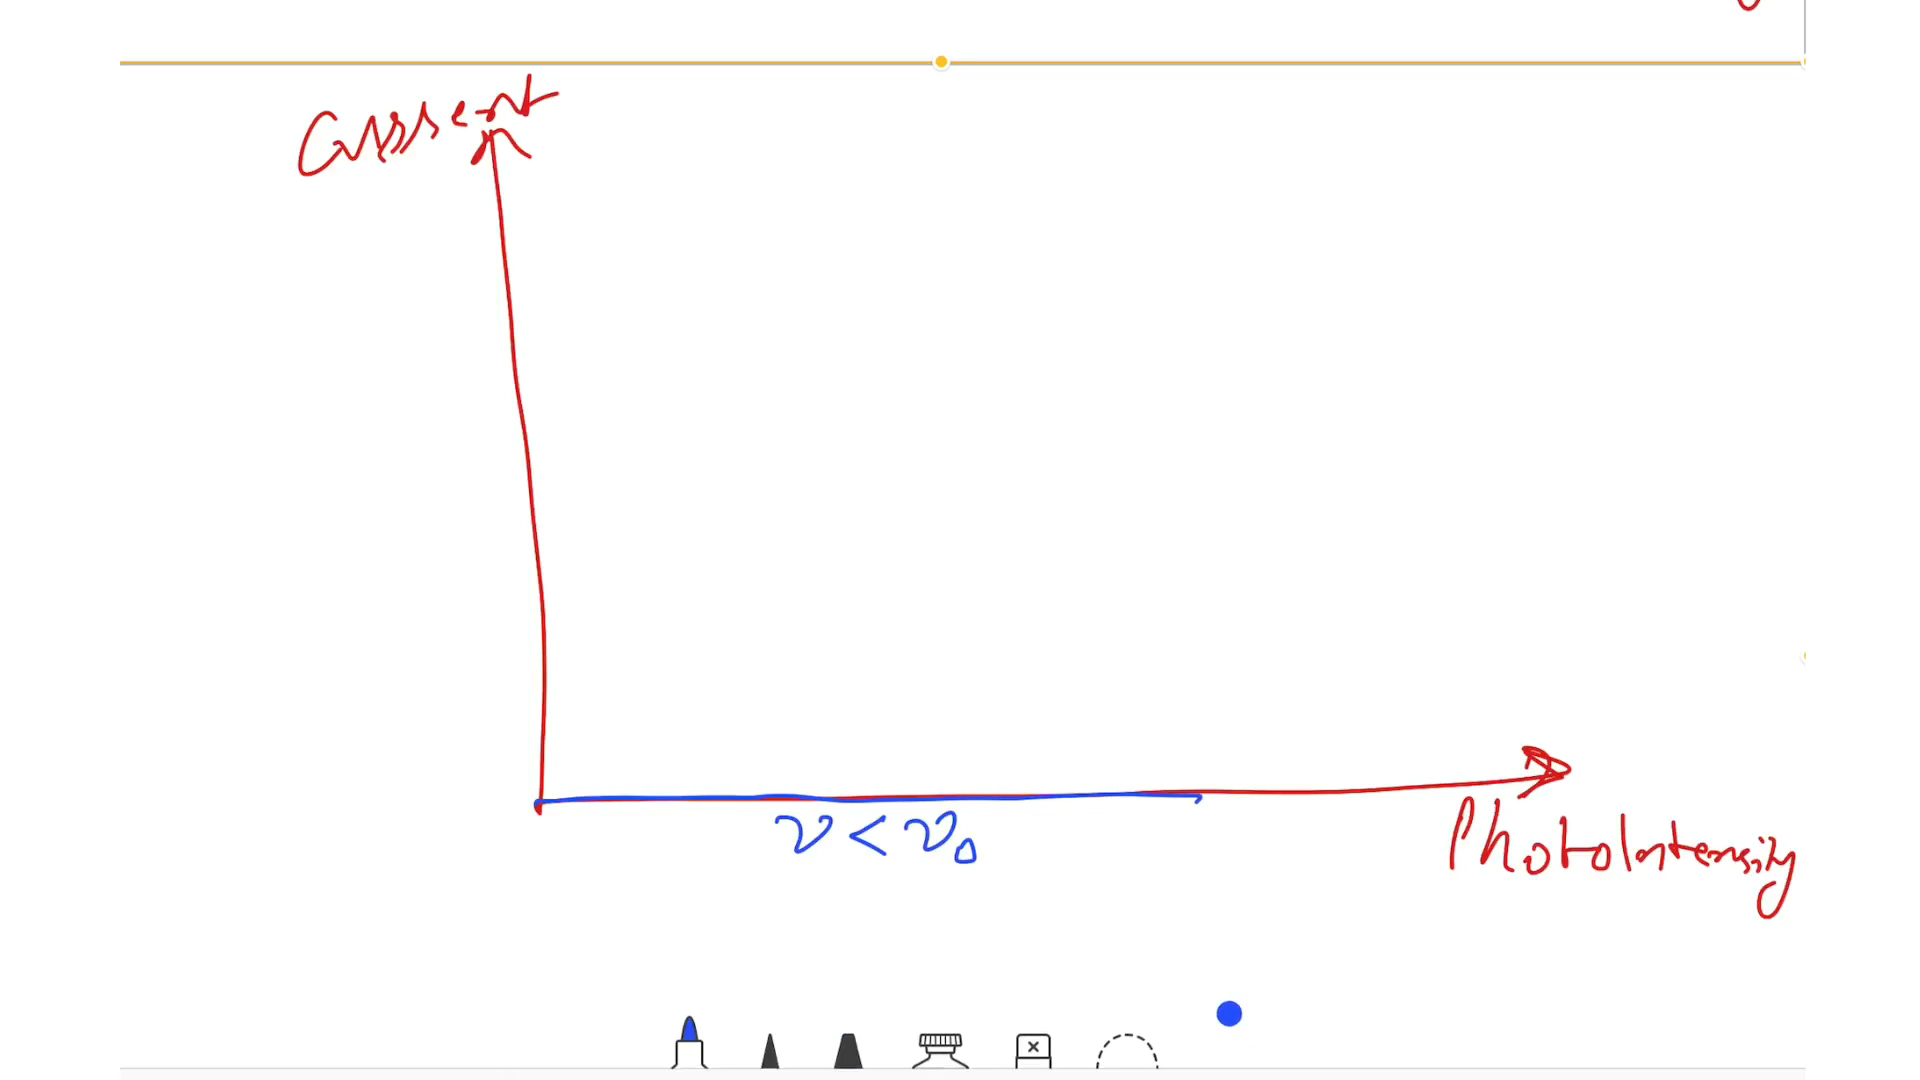 Current
ν < ν₀
Photo Intensity